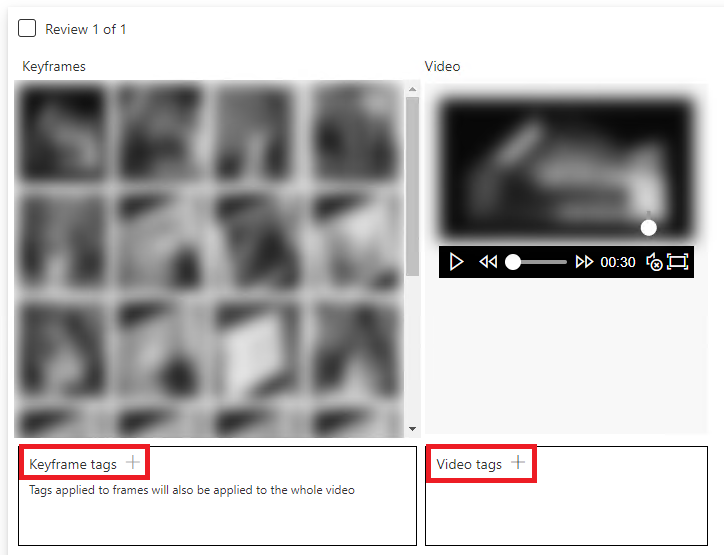 Review 1 of 1
Keyframes
Video
00:30
Keyframe tags +
Tags applied to frames will also be applied to the whole video
Video tags +